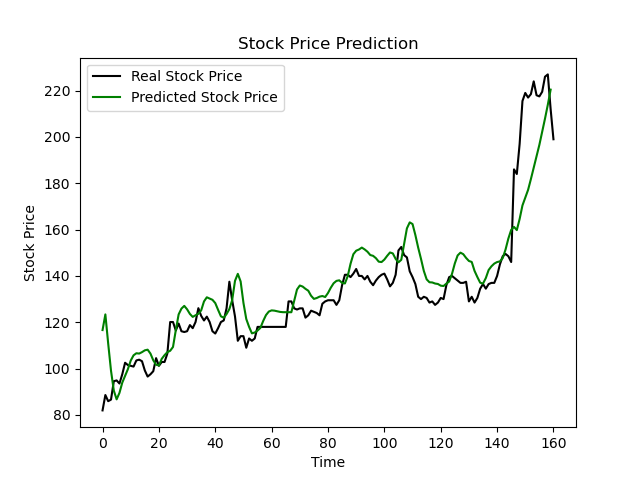 Stock Price Prediction
Real Stock Price
Predicted Stock Price
Stock Price
220
200
180
160
140
120
100
80
0 20 40 60 80 100 120 140 160
Time